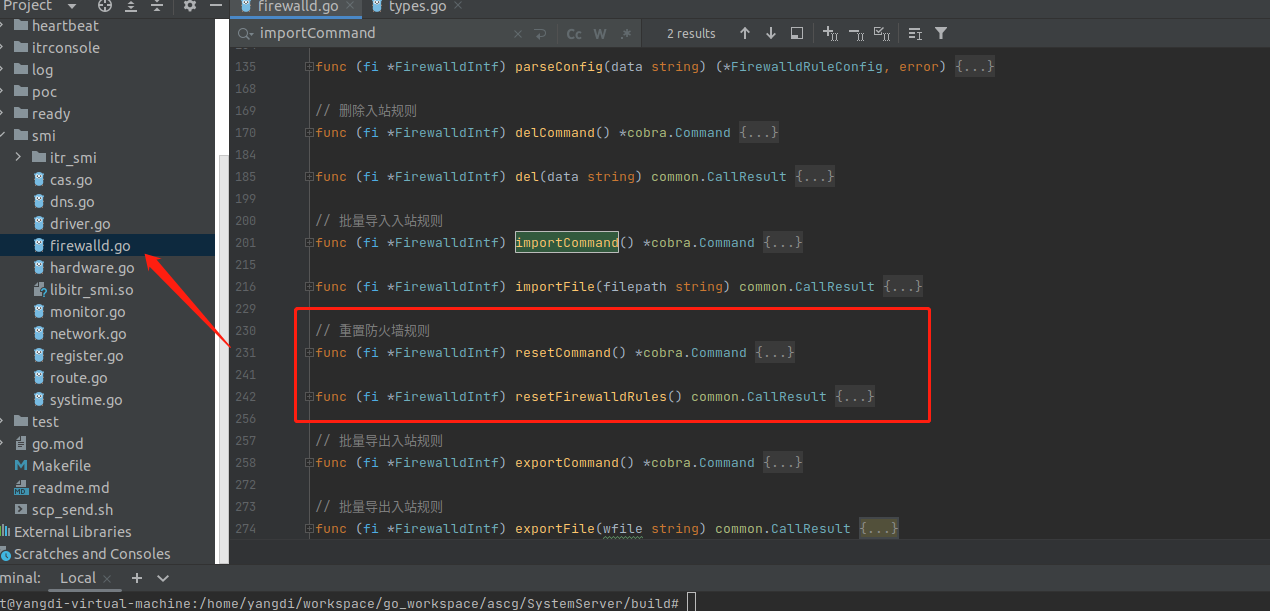 Project
firewalld.go
types.go
importCommand
Cc
W
.*
2 results
heartbeat
itrconsole
log
poc
ready
smi
itr_smi
cas.go
dns.go
driver.go
firewalld.go
hardware.go
libitr_smi.so
monitor.go
network.go
register.go
route.go
systime.go
test
go.mod
Makefile
readme.md
scp_send.sh
External Libraries
Scratches and Consoles
135 func (fi *FirewalldIntf) parseConfig(data string) (*FirewalldRuleConfig, error) {...}
168
169 // 删除入站规则
170 func (fi *FirewalldIntf) delCommand() *cobra.Command {...}
184
185 func (fi *FirewalldIntf) del(data string) common.CallResult {...}
199
200 // 批量导入入站规则
201 func (fi *FirewalldIntf) importCommand() *cobra.Command {...}
215
216 func (fi *FirewalldIntf) importFile(filepath string) common.CallResult {...}
229
230 // 重置防火墙规则
231 func (fi *FirewalldIntf) resetCommand() *cobra.Command {...}
241
242 func (fi *FirewalldIntf) resetFirewalldRules() common.CallResult {...}
256
257 // 批量导出入站规则
258 func (fi *FirewalldIntf) exportCommand() *cobra.Command {...}
272
273 // 批量导出入站规则
274 func (fi *FirewalldIntf) exportFile(wfile string) common.CallResult {...}
minal:
Local
t@yangdi-virtual-machine:/home/yangdi/workspace/go_workspace/ascg/SystemServer/build#